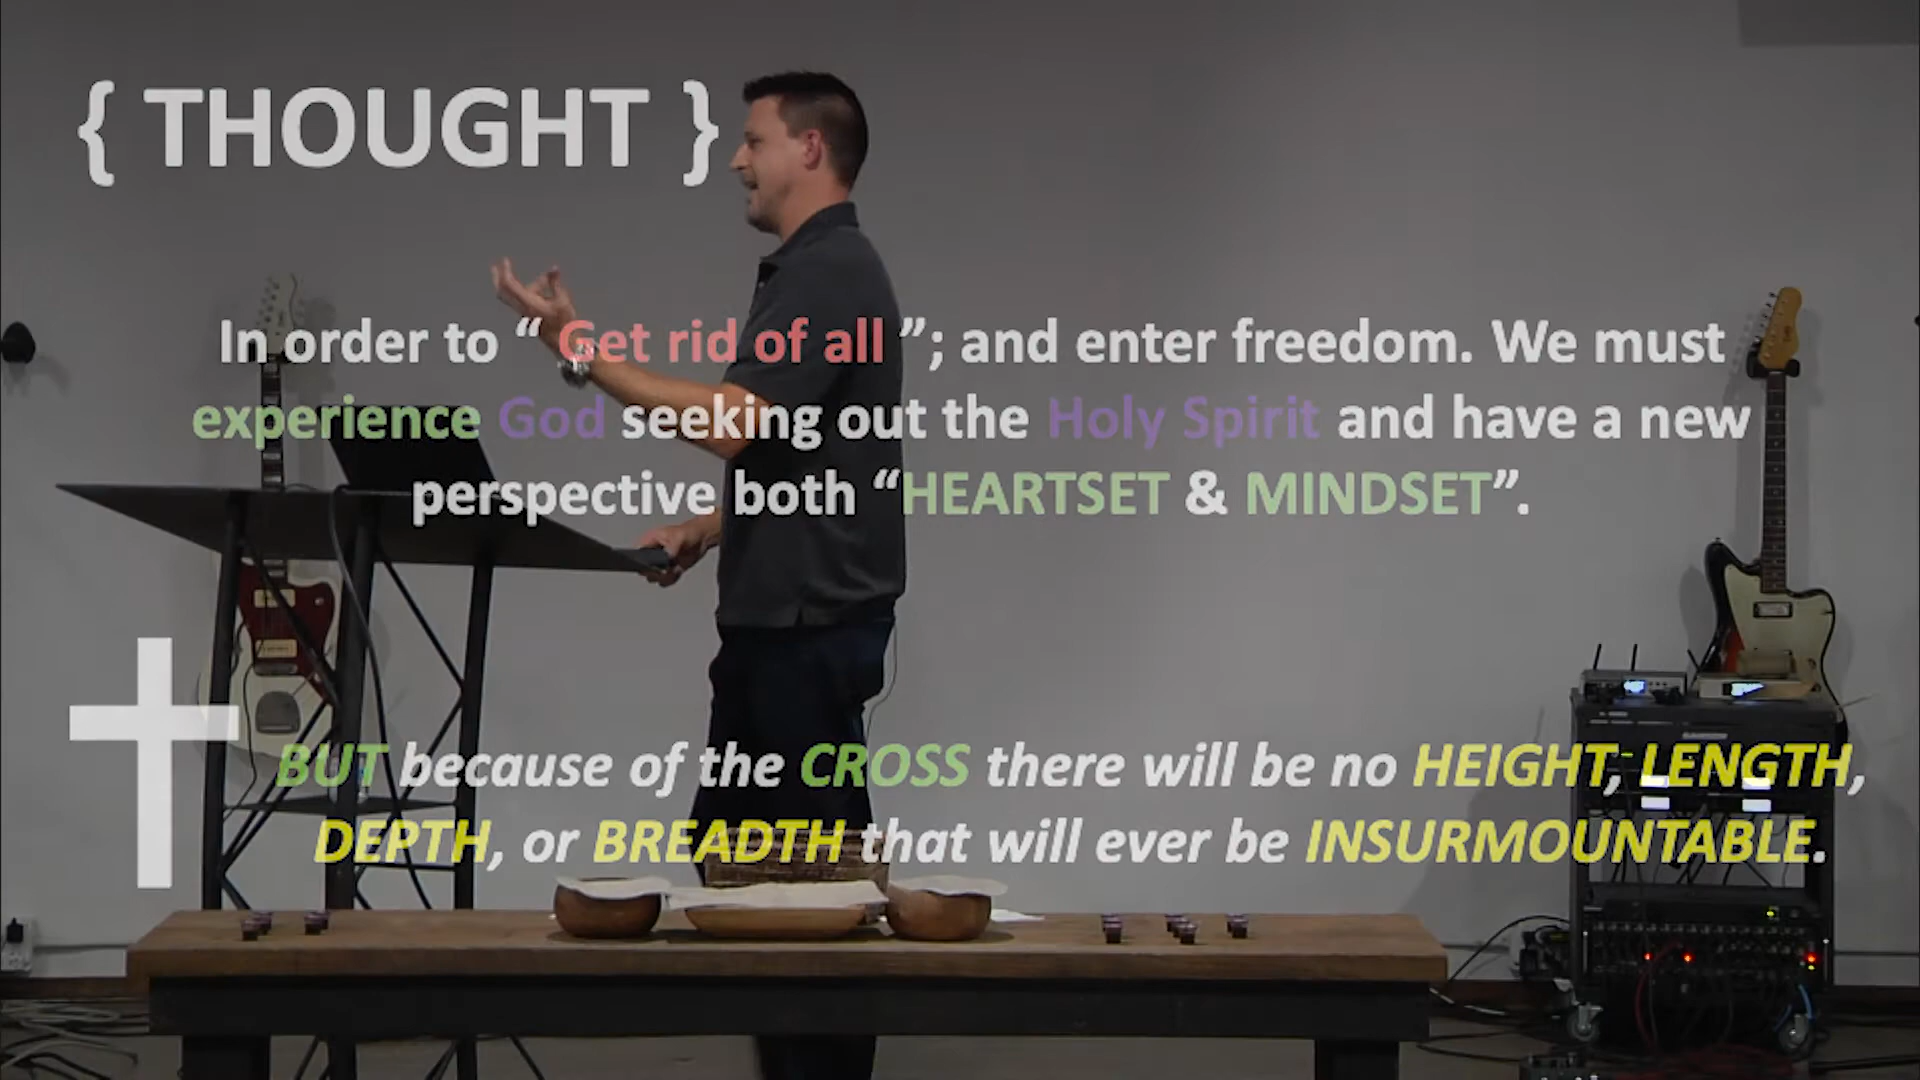 { THOUGHT }
In order to “ Get rid of all ”; and enter freedom. We must
experience God seeking out the Holy Spirit and have a new
perspective both “HEARTSET & MINDSET”.
BUT because of the CROSS there will be no HEIGHT, LENGTH,
DEPTH, or BREADTH that will ever be INSURMOUNTABLE.